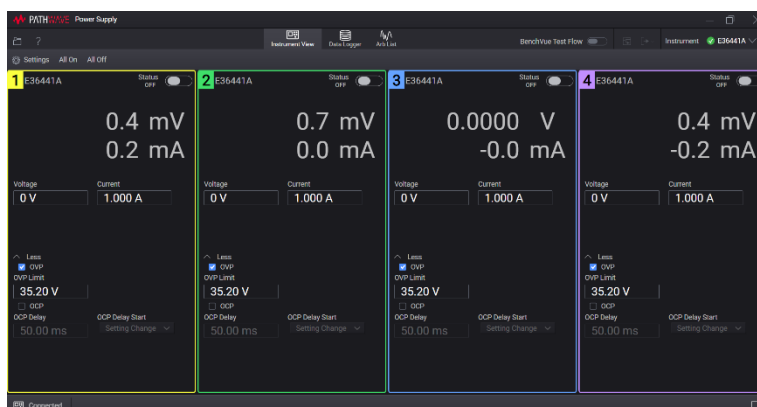 PATHWAVE Power Supply
?
Instrument View Data Logger Arb List BenchVue Test Flow Instrument E36441A
Settings All On All Off
1 E36441A Status OFF
0.4 mV
0.2 mA
Voltage Current
0 V 1.000 A
Less
OVP
OVP Limit
35.20 V
OCP
OCP Delay OCP Delay Start
50.00 ms Setting Change
2 E36441A Status OFF
0.7 mV
0.0 mA
Voltage Current
0 V 1.000 A
Less
OVP
OVP Limit
35.20 V
OCP
OCP Delay OCP Delay Start
50.00 ms Setting Change
3 E36441A Status OFF
0.0000 V
-0.0 mA
Voltage Current
0 V 1.000 A
Less
OVP
OVP Limit
35.20 V
OCP
OCP Delay OCP Delay Start
50.00 ms Setting Change
4 E36441A Status OFF
0.4 mV
-0.2 mA
Voltage Current
0 V 1.000 A
Less
OVP
OVP Limit
35.20 V
OCP
OCP Delay OCP Delay Start
50.00 ms Setting Change
Connected